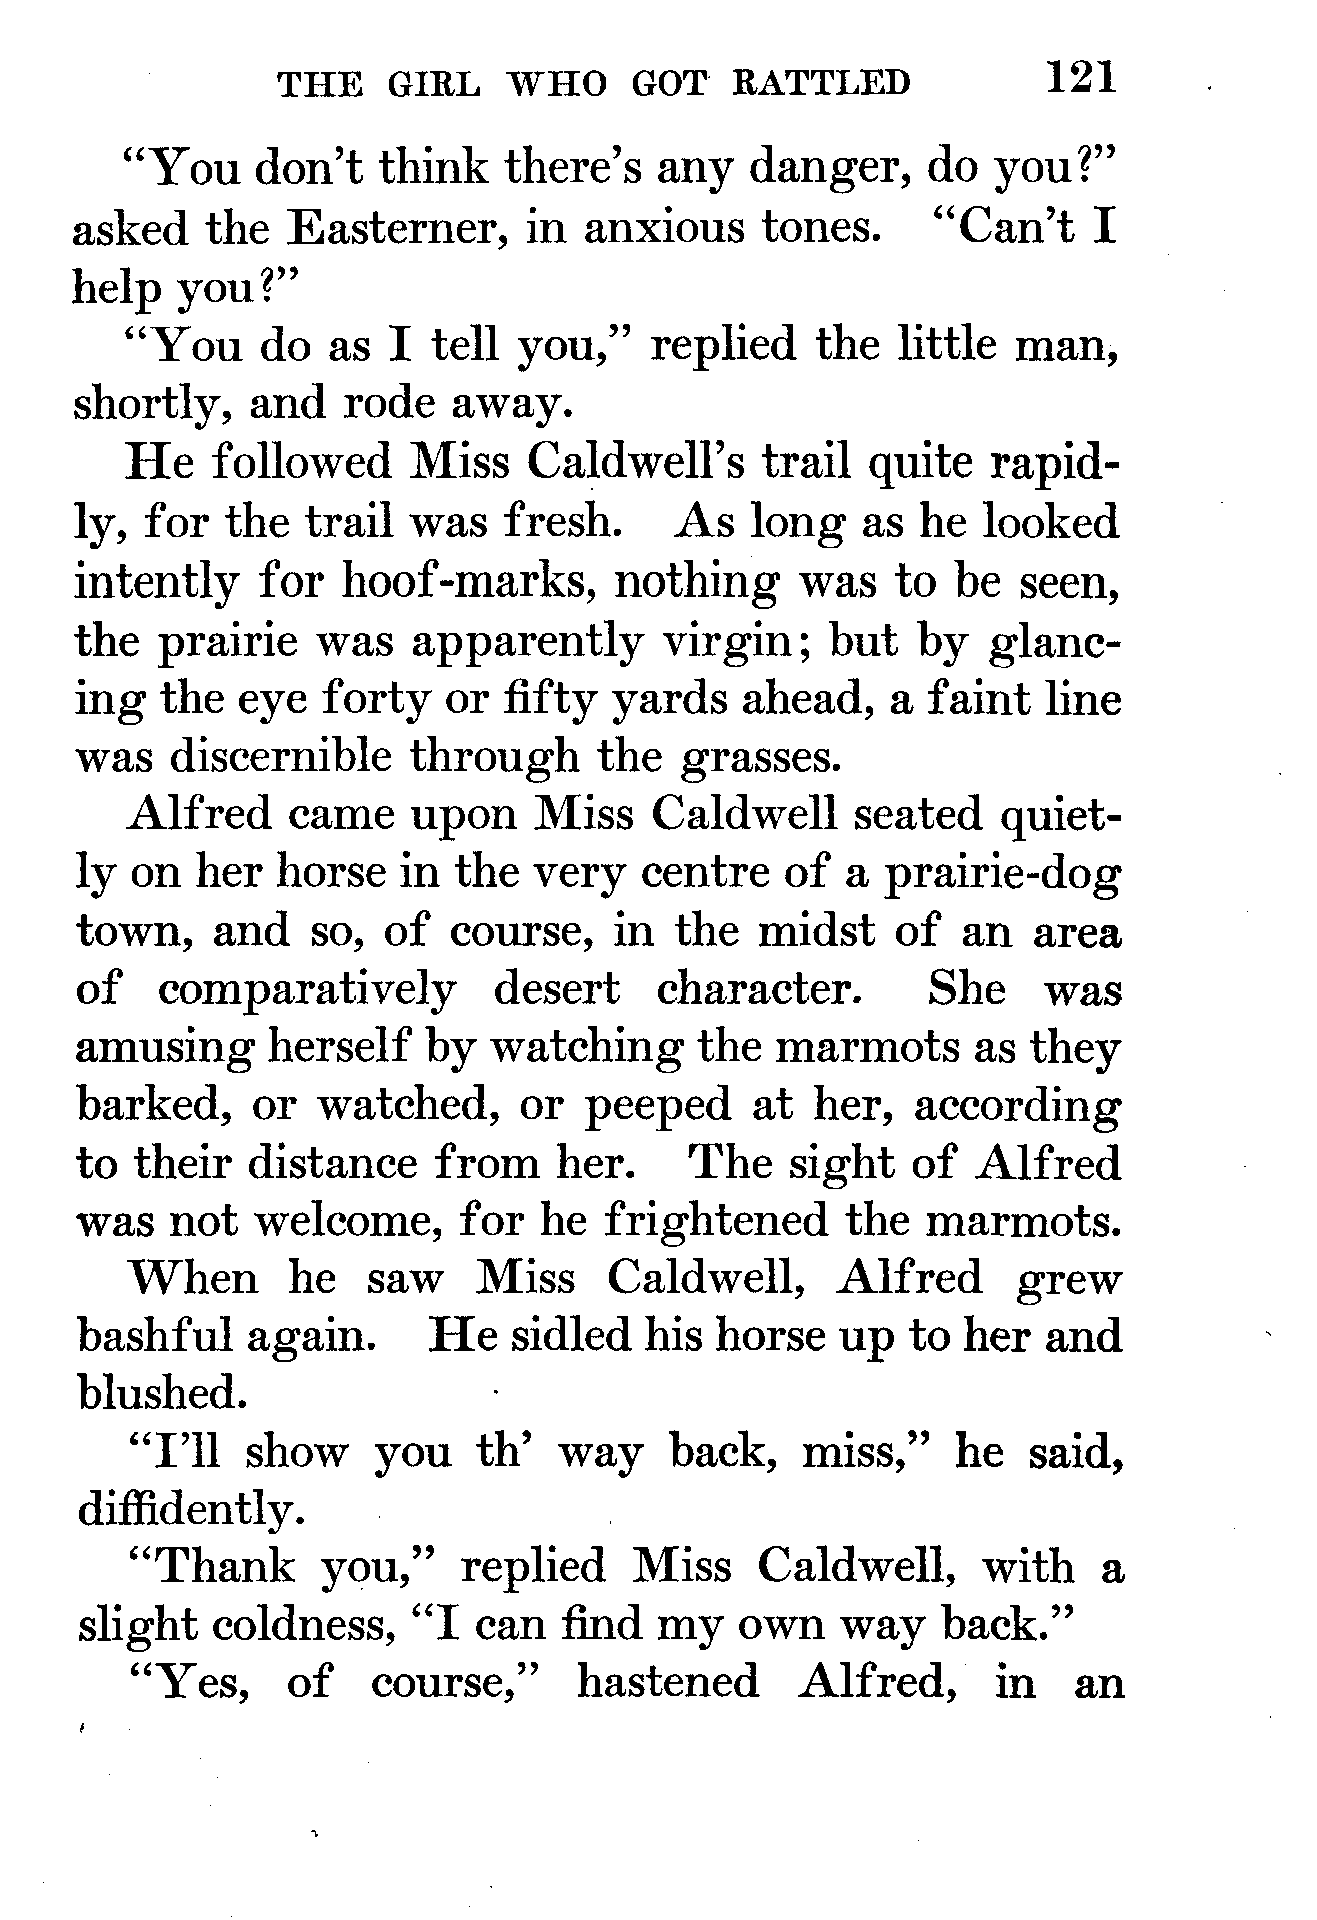 THE GIRL WHO GOT RATTLED 121
"You don't think there's any danger, do you?"
asked the Easterner, in anxious tones. "Can't I
help you?"
"You do as I tell you," replied the little man,
shortly, and rode away.
He followed Miss Caldwell's trail quite rapid-
ly, for the trail was fresh. As long as he looked
intently for hoof-marks, nothing was to be seen,
the prairie was apparently virgin; but by glanc-
ing the eye forty or fifty yards ahead, a faint line
was discernible through the grasses.
Alfred came upon Miss Caldwell seated quiet-
ly on her horse in the very centre of a prairie-dog
town, and so, of course, in the midst of an area
of comparatively desert character. She was
amusing herself by watching the marmots as they
barked, or watched, or peeped at her, according
to their distance from her. The sight of Alfred
was not welcome, for he frightened the marmots.
When he saw Miss Caldwell, Alfred grew
bashful again. He sidled his horse up to her and
blushed.
"I'll show you th' way back, miss," he said,
diffidently.
"Thank you," replied Miss Caldwell, with a
slight coldness, "I can find my own way back."
"Yes, of course," hastened Alfred, in an